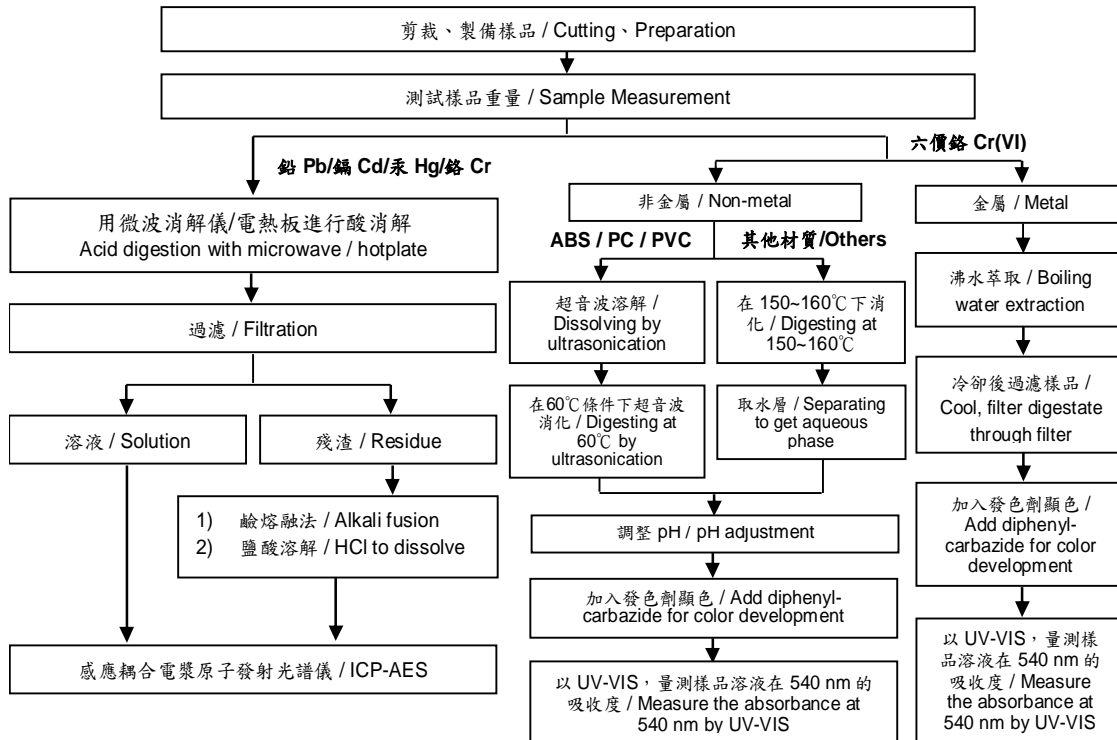 剪裁、製備樣品 / Cutting、Preparation
測試樣品重量 / Sample Measurement
鉛 Pb/鎘 Cd/汞 Hg/鉻 Cr
六價鉻 Cr(VI)
用微波消解儀/電熱板進行酸消解
Acid digestion with microwave / hotplate
過濾 / Filtration
溶液 / Solution
殘渣 / Residue
1) 鹼熔融法 / Alkali fusion
2) 鹽酸溶解 / HCl to dissolve
感應耦合電漿原子發射光譜儀 / ICP-AES
非金屬 / Non-metal
ABS / PC / PVC
其他材質/Others
超音波溶解 /
Dissolving by
ultrasonication
在 150~160℃下消
化 / Digesting at
150~160℃
在60℃條件下超音波
消化 / Digesting at
60℃ by
ultrasonication
取水層 / Separating
to get aqueous
phase
調整 pH / pH adjustment
加入發色劑顯色 / Add diphenyl-
carbazide for color development
以 UV-VIS，量測樣品溶液在 540 nm 的
吸收度 / Measure the absorbance at
540 nm by UV-VIS
金屬 / Metal
沸水萃取 / Boiling
water extraction
冷卻後過濾樣品 /
Cool, filter digestate
through filter
加入發色劑顯色 /
Add diphenyl-
carbazide for color
development
以 UV-VIS，量測樣
品溶液在 540 nm 的
吸收度 / Measure
the absorbance at
540 nm by UV-VIS